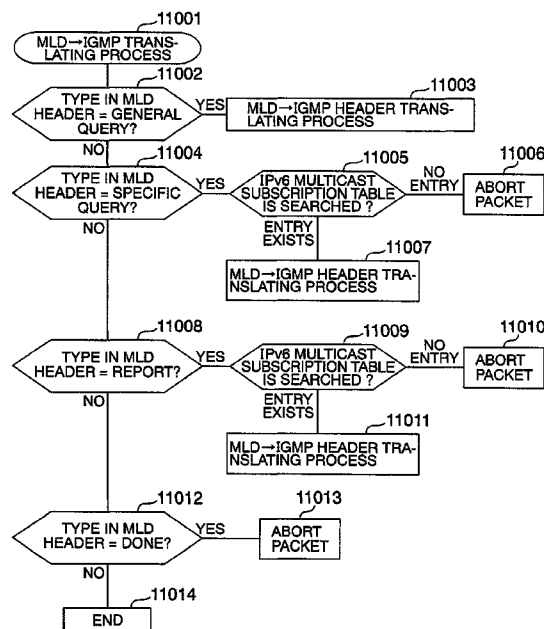 11001
MLD→IGMP TRANS-
LATING PROCESS
11002
TYPE IN MLD
HEADER = GENERAL
QUERY?
YES
11003
MLD→IGMP HEADER TRANS-
LATING PROCESS
NO
11004
TYPE IN MLD
HEADER = SPECIFIC
QUERY?
YES
11005
IPv6 MULTICAST
SUBSCRIPTION TABLE
IS SEARCHED ?
NO
ENTRY
11006
ABORT
PACKET
NO
ENTRY
EXISTS
11007
MLD→IGMP HEADER TRA-
NSLATING PROCESS
11008
TYPE IN MLD
HEADER = REPORT?
YES
11009
IPv6 MULTICAST
SUBSCRIPTION TABLE
IS SEARCHED ?
NO
ENTRY
11010
ABORT
PACKET
NO
ENTRY
EXISTS
11011
MLD→IGMP HEADER TRA-
NSLATING PROCESS
11012
TYPE IN MLD
HEADER = DONE?
YES
11013
ABORT
PACKET
NO
11014
END